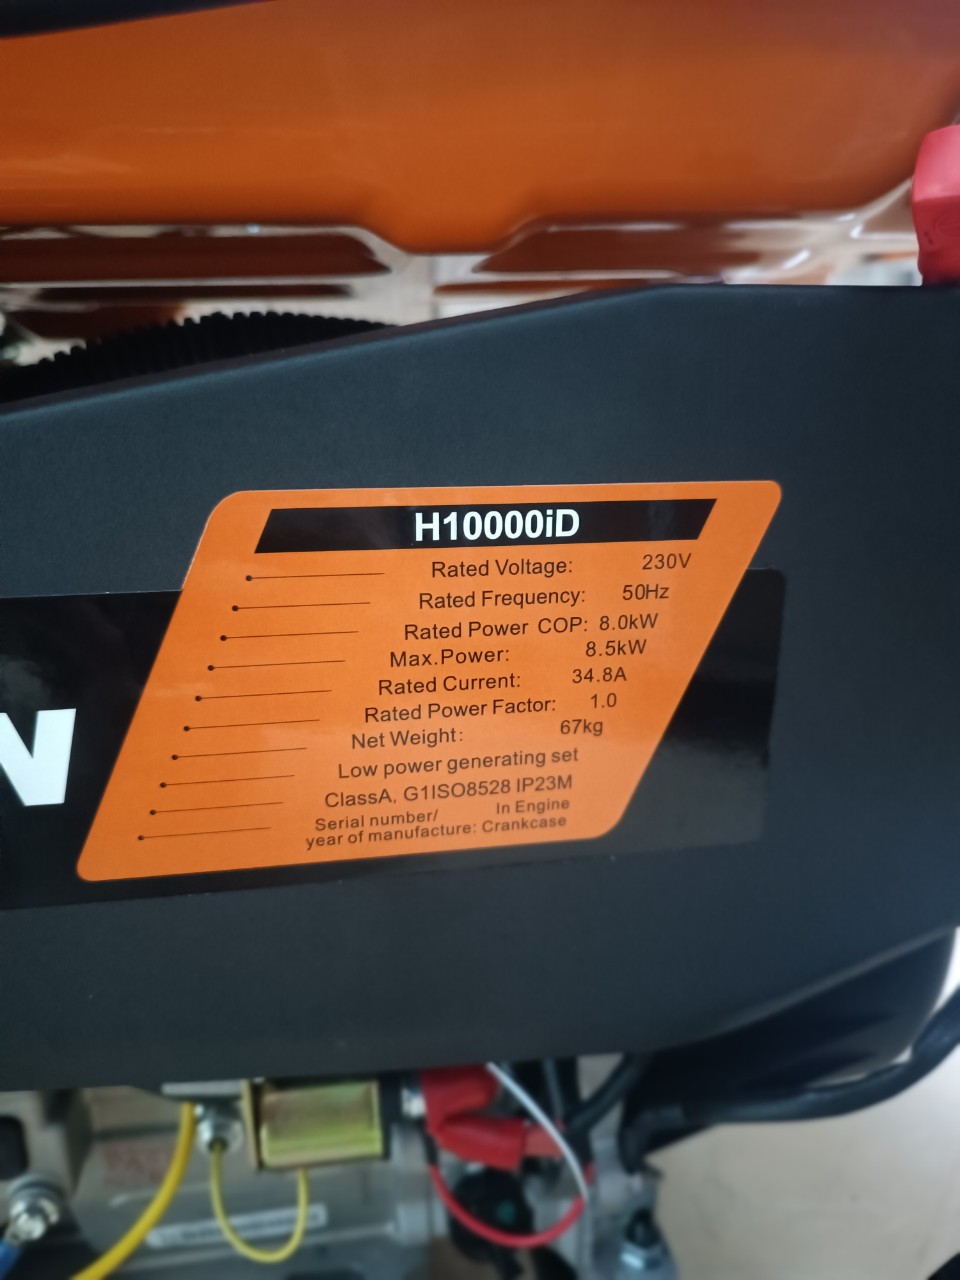 H10000iD
Rated Voltage: 230V
Rated Frequency: 50Hz
Rated Power COP: 8.0kW
Max.Power: 8.5kW
Rated Current: 34.8A
Rated Power Factor: 1.0
Net Weight: 67kg
Low power generating set
ClassA, G1ISO8528 IP23M
Serial number/ In Engine
year of manufacture: Crankcase
N